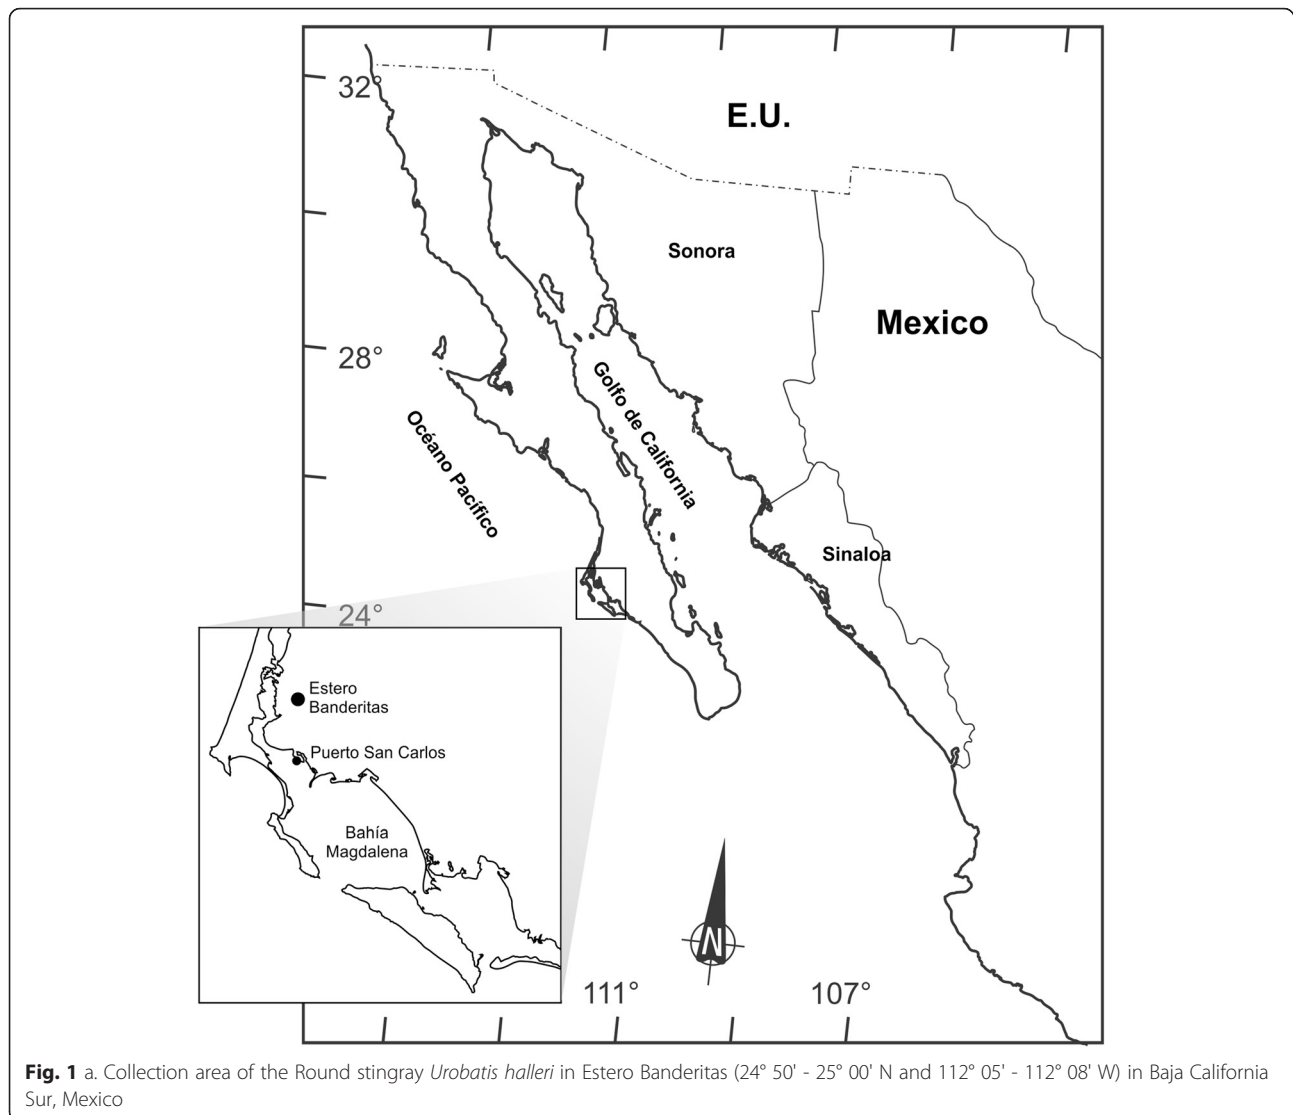 32°
E.U.
Sonora
Mexico
28°
Golfo de California
Océano Pacífico
Sinaloa
24°
Estero
Banderitas
Puerto San Carlos
Bahía
Magdalena
N
111°
107°
Fig. 1 a. Collection area of the Round stingray Urobatis halleri in Estero Banderitas (24° 50' - 25° 00' N and 112° 05' - 112° 08' W) in Baja California
Sur, Mexico